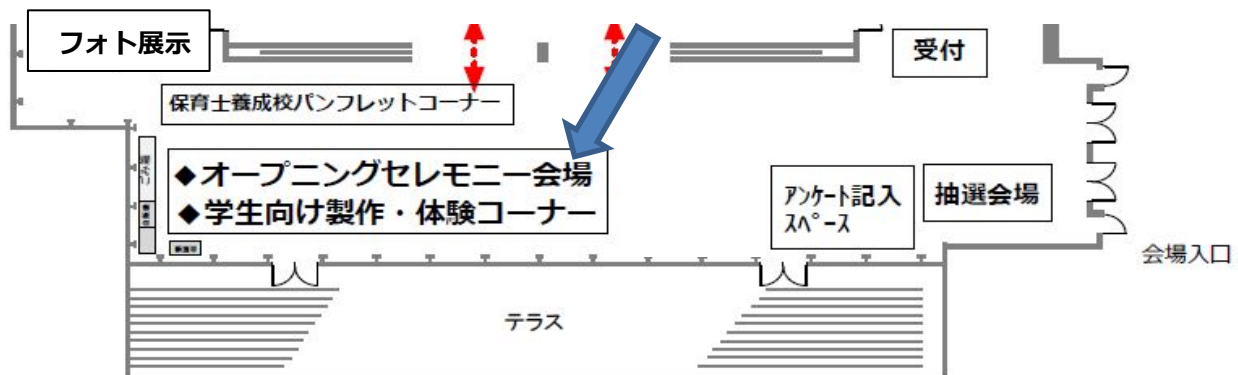 フォト展示
受付
保育士養成校パンフレットコーナー
◆オープニングセレモニー会場
◆学生向け製作・体験コーナー
アンケート記入
スペース
抽選会場
会場入口
テラス